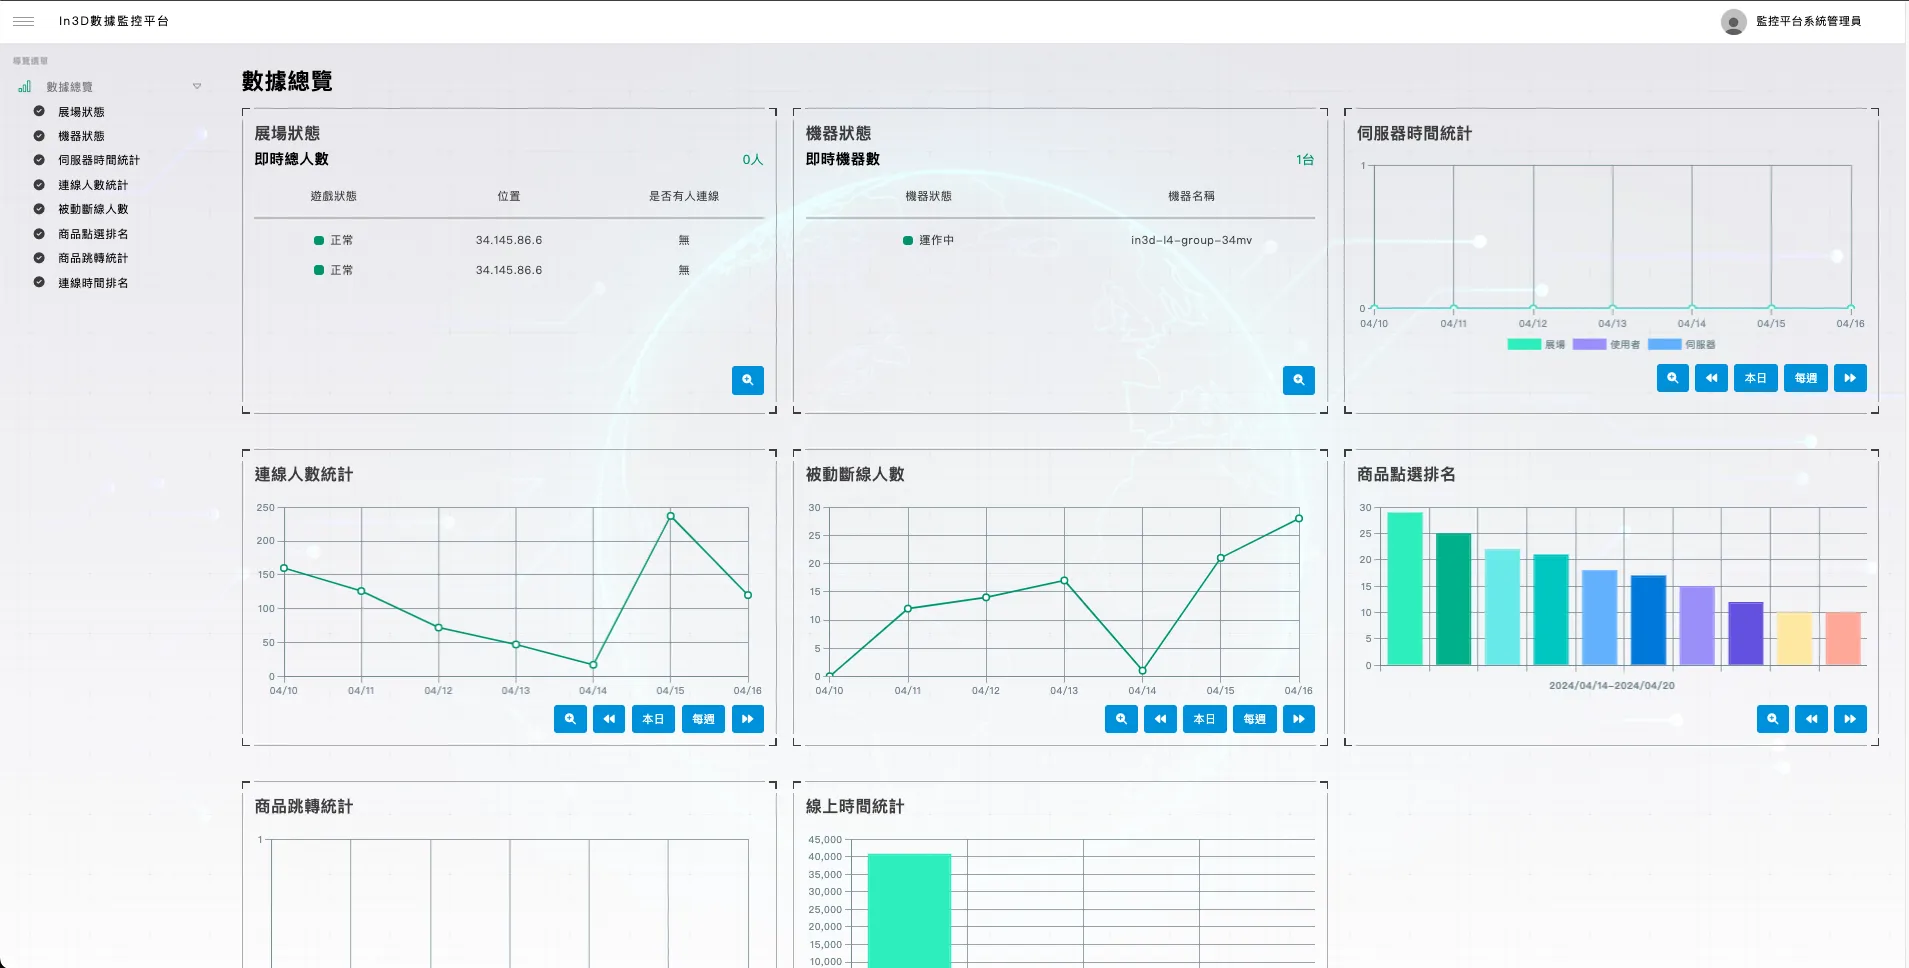 In3D數據監控平台
監控平台系統管理員
導覽選單
數據總覽
展場狀態
機器狀態
伺服器時間統計
連線人數統計
被動斷線人數
商品點選排名
商品跳轉統計
連線時間排名
數據總覽
展場狀態
即時總人數 0人
遊戲狀態 位置 是否有人連線
正常 34.145.86.6 無
正常 34.145.86.6 無
機器狀態
即時機器數 1台
機器狀態 機器名稱
運作中 in3d-l4-group-34mv
伺服器時間統計
1
0
04/10 04/11 04/12 04/13 04/14 04/15 04/16
展場 使用者 伺服器
本日 每週
連線人數統計
250
200
150
100
50
0
04/10 04/11 04/12 04/13 04/14 04/15 04/16
本日 每週
被動斷線人數
30
25
20
15
10
5
0
04/10 04/11 04/12 04/13 04/14 04/15 04/16
本日 每週
商品點選排名
30
25
20
15
10
5
0
2024/04/14-2024/04/20
商品跳轉統計
1
線上時間統計
45,000
40,000
35,000
30,000
25,000
20,000
15,000
10,000